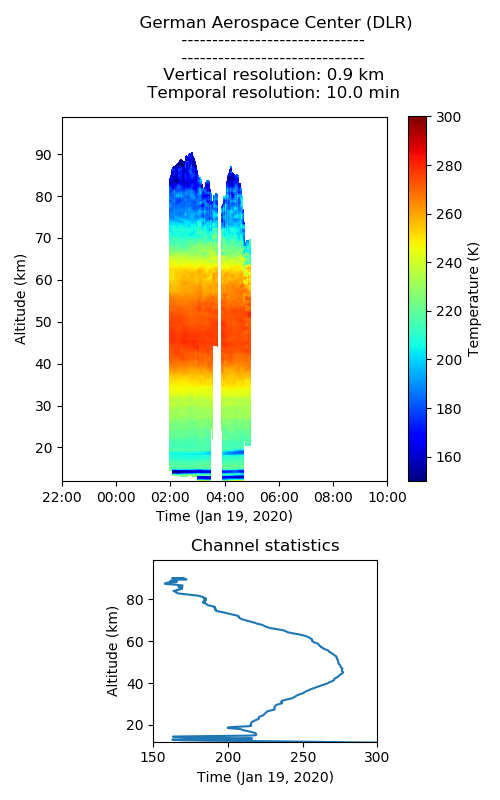 German Aerospace Center (DLR)
------------------------------
------------------------------
Vertical resolution: 0.9 km
Temporal resolution: 10.0 min
90
80
70
60
50
40
30
20
Altitude (km)
22:00 00:00 02:00 04:00 06:00 08:00 10:00
Time (Jan 19, 2020)
300
280
260
240
220
200
180
160
Temperature (K)
Channel statistics
80
60
40
20
Altitude (km)
150 200 250 300
Time (Jan 19, 2020)